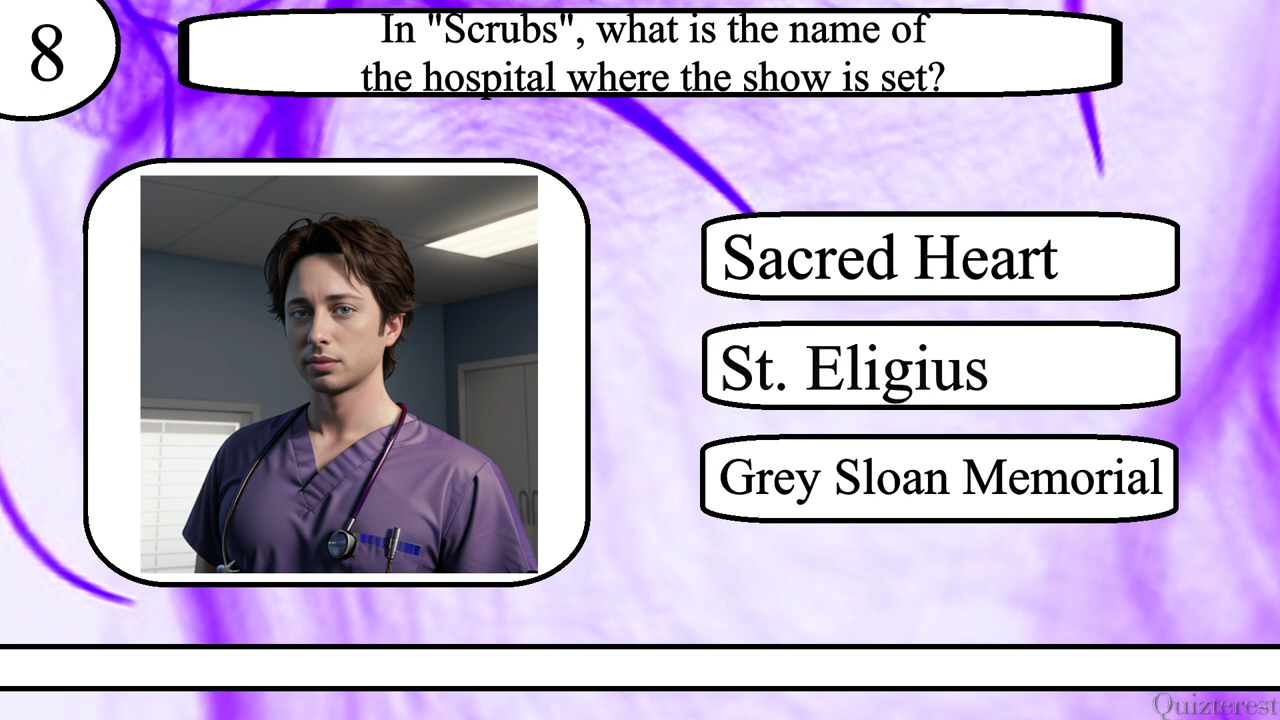 8
In "Scrubs", what is the name of
the hospital where the show is set?
Sacred Heart
St. Eligius
Grey Sloan Memorial
Quizterest